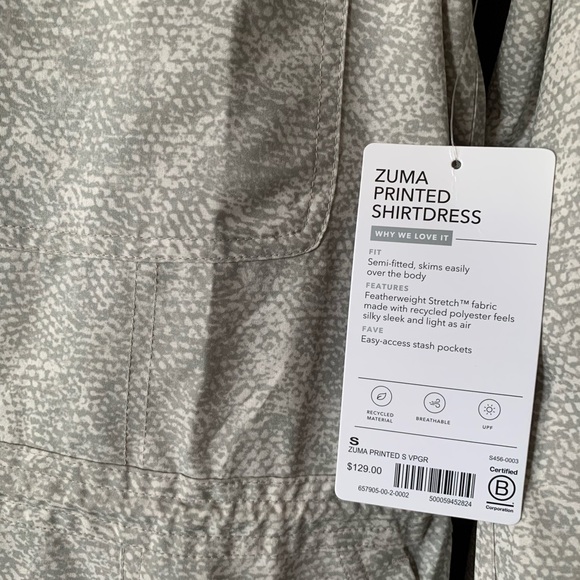 ZUMA
PRINTED
SHIRTDRESS
WHY WE LOVE IT
FIT
Semi-fitted, skims easily
over the body
FEATURES
Featherweight Stretch™ fabric
made with recycled polyester feels
silky sleek and light as air
FAVE
Easy-access stash pockets
RECYCLED
MATERIAL
BREATHABLE
UPF
S
ZUMA PRINTED S VPGR
$129.00
657905-00-2-0002
500059452824
S456-0003
Certified
B
Corporation